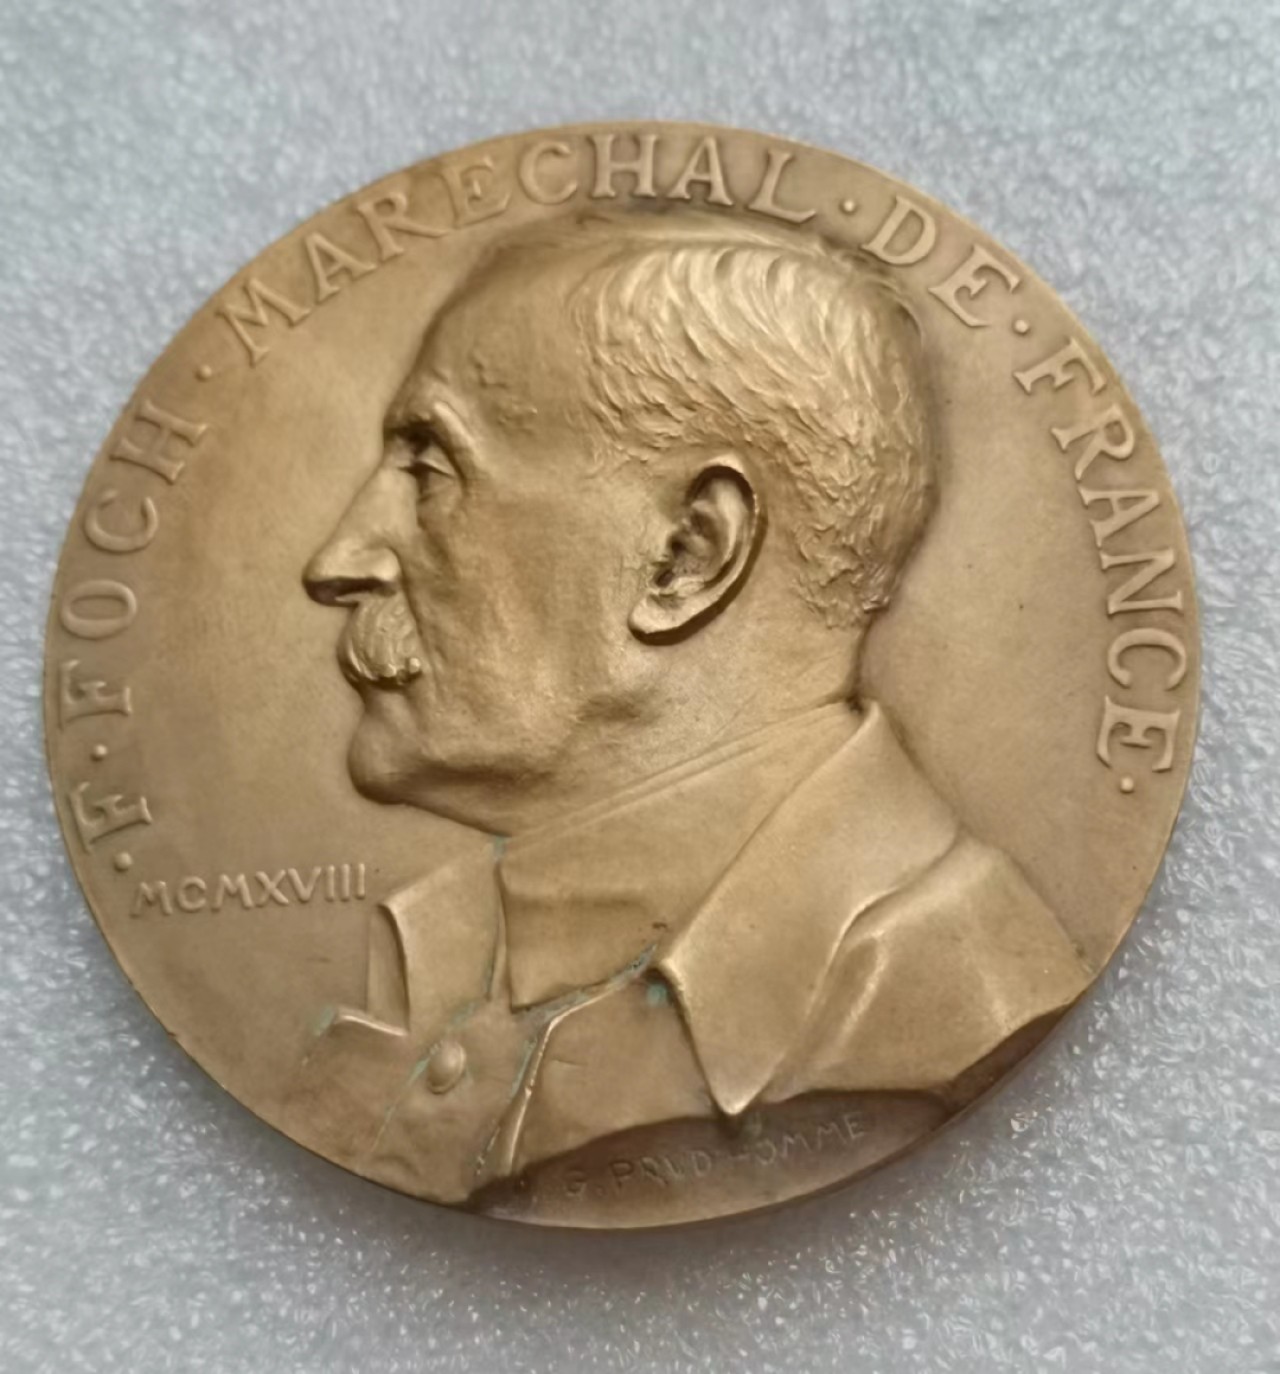 ·F·FOCH·MARECHAL·DE·FRANCE·
MCMXVIII
G. PRUD'HOMME